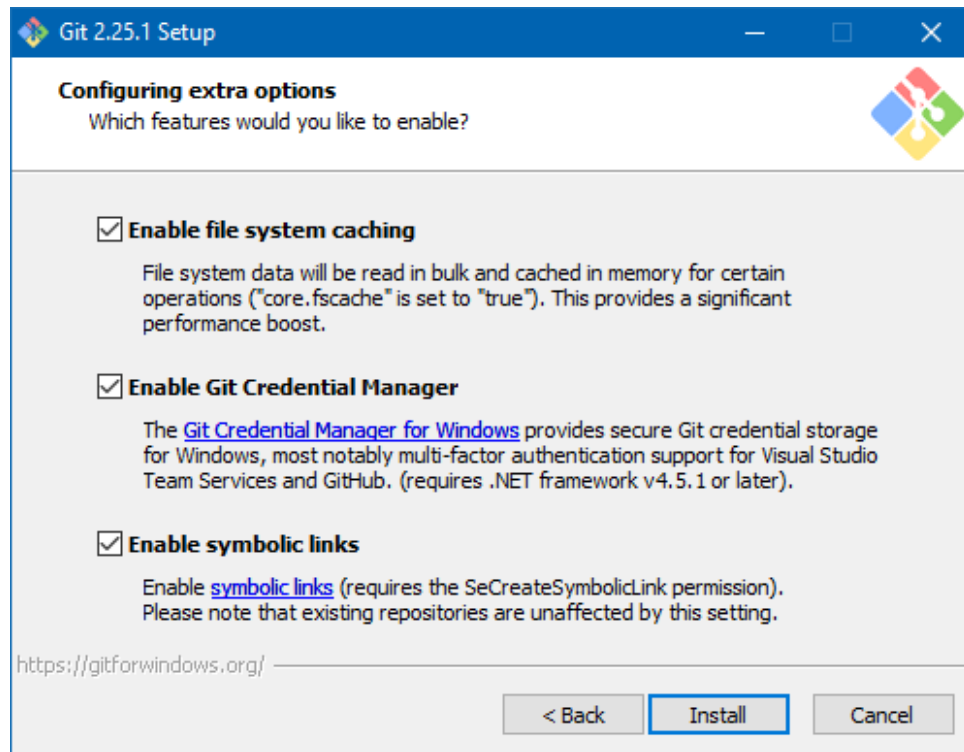 Git 2.25.1 Setup
Configuring extra options
Which features would you like to enable?
Enable file system caching
File system data will be read in bulk and cached in memory for certain
operations ("core.fscache" is set to "true"). This provides a significant
performance boost.
Enable Git Credential Manager
The Git Credential Manager for Windows provides secure Git credential storage
for Windows, most notably multi-factor authentication support for Visual Studio
Team Services and GitHub. (requires .NET framework v4.5.1 or later).
Enable symbolic links
Enable symbolic links (requires the SeCreateSymbolicLink permission).
Please note that existing repositories are unaffected by this setting.
https://gitforwindows.org/
< Back Install Cancel